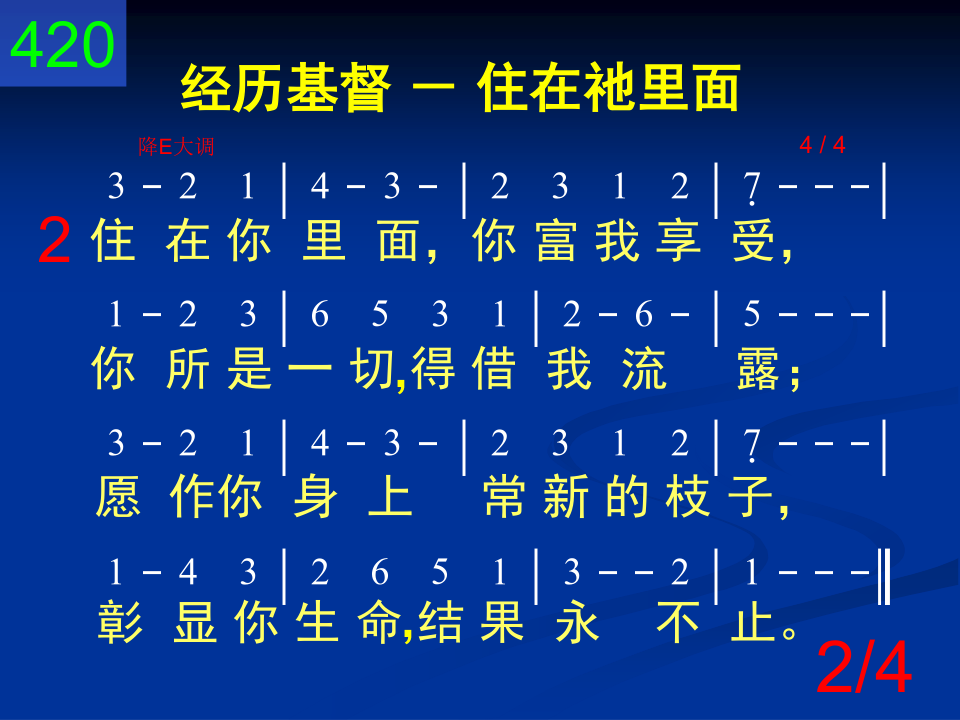 420
经历基督 － 住在祂里面
降E大调 4 / 4
3 － 2 1 | 4 － 3 － | 2 3 1 2 | 7̣ － － － |
2 住 在 你 里 面，你 富 我 享 受，
1 － 2 3 | 6 5 3 1 | 2 － 6 － | 5 － － － |
你 所 是 一 切,得 借 我 流 露；
3 － 2 1 | 4 － 3 － | 2 3 1 2 | 7̣ － － － |
愿 作你 身 上 常 新 的 枝 子，
1 － 4 3 | 2 6 5 1 | 3 － － 2 | 1 － － － ‖
彰 显 你 生 命,结 果 永 不 止。
2/4